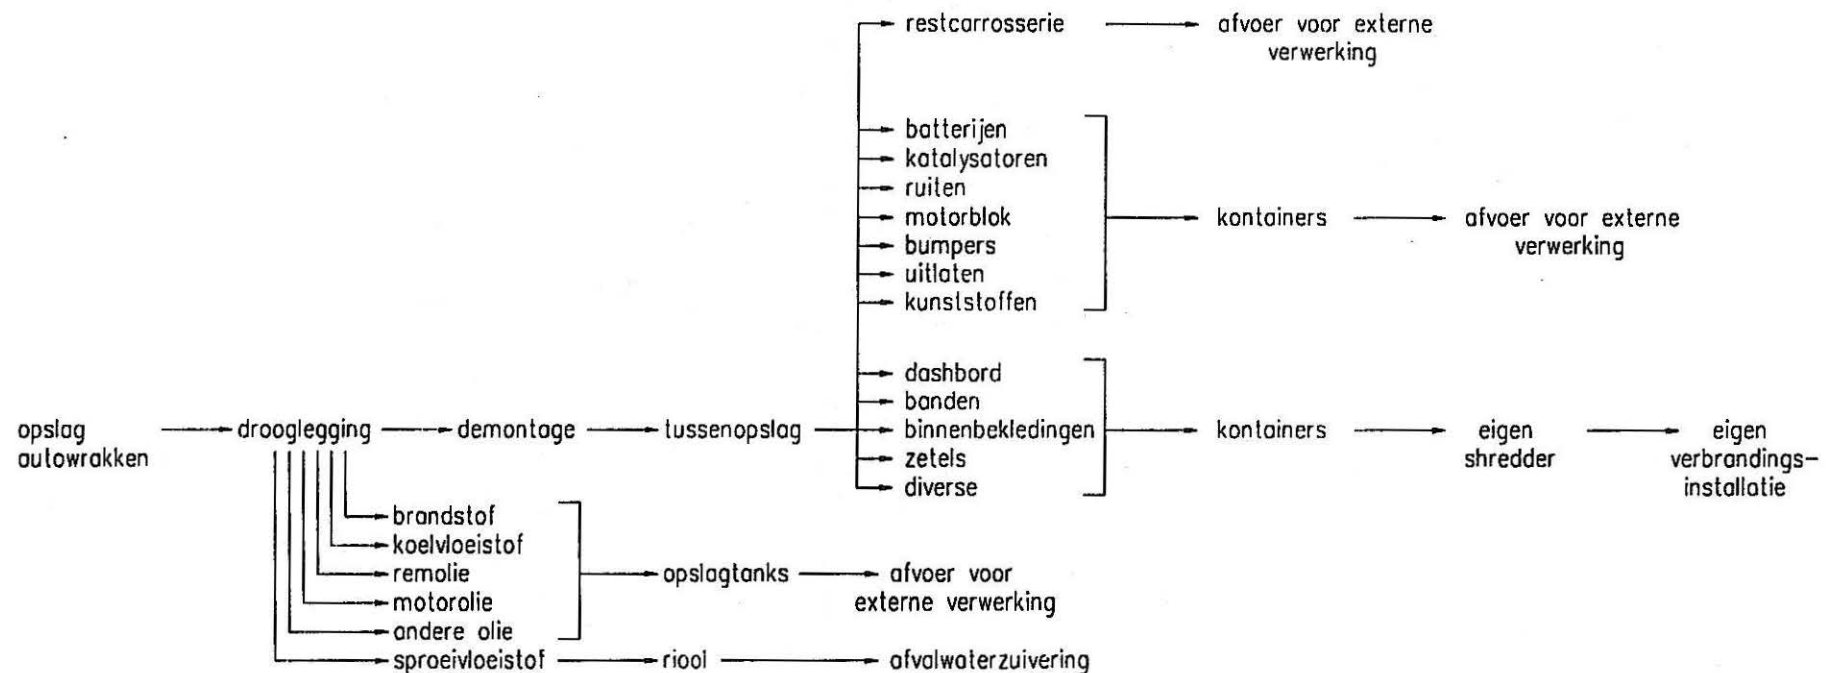 restcarrosserie
afvoer voor externe
verwerking
batterijen
katalysatoren
ruiten
motorblok
bumpers
uitlaten
kunststoffen
kontainers
afvoer voor externe
verwerking
dashbord
banden
binnenbekledingen
zetels
diverse
opslag
autowrakken
drooglegging
demontage
tussenopslag
kontainers
eigen
shredder
eigen
verbrandings-
installatie
brandstof
koelvloeistof
remolie
motorolie
andere olie
opslagtanks
afvoer voor
externe verwerking
sproeivloeistof
riool
afvalwaterzuivering